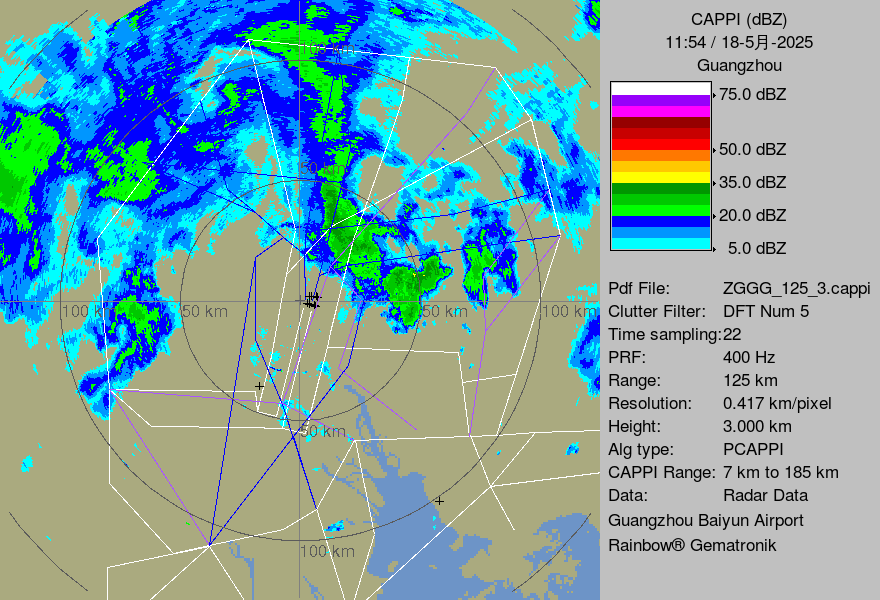 CAPPI (dBZ)
11:54 / 18-5月-2025
Guangzhou
75.0 dBZ
50.0 dBZ
35.0 dBZ
20.0 dBZ
5.0 dBZ
Pdf File: ZGGG_125_3.cappi
Clutter Filter: DFT Num 5
Time sampling:22
PRF: 400 Hz
Range: 125 km
Resolution: 0.417 km/pixel
Height: 3.000 km
Alg type: PCAPPI
CAPPI Range: 7 km to 185 km
Data: Radar Data
Guangzhou Baiyun Airport
Rainbow® Gematronik
100 km
50 km
100 km
50 km
50 km
100 km
50 km
100 km